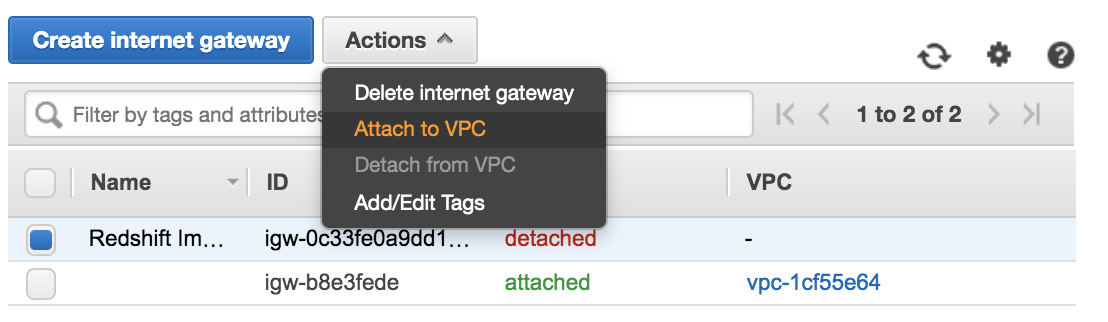 Create internet gateway Actions
Delete internet gateway
Filter by tags and attributes 1 to 2 of 2
Attach to VPC
Detach from VPC
Name ID VPC
Add/Edit Tags
Redshift Im… igw-0c33fe0a9dd1… detached -
igw-b8e3fede attached vpc-1cf55e64